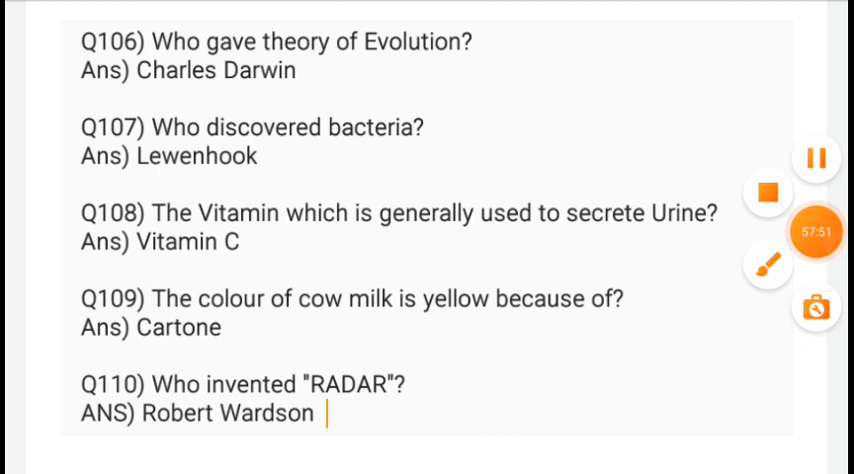 Q106) Who gave theory of Evolution?
Ans) Charles Darwin
Q107) Who discovered bacteria?
Ans) Lewenhook
Q108) The Vitamin which is generally used to secrete Urine?
Ans) Vitamin C
Q109) The colour of cow milk is yellow because of?
Ans) Cartone
Q110) Who invented "RADAR"?
ANS) Robert Wardson
57:51